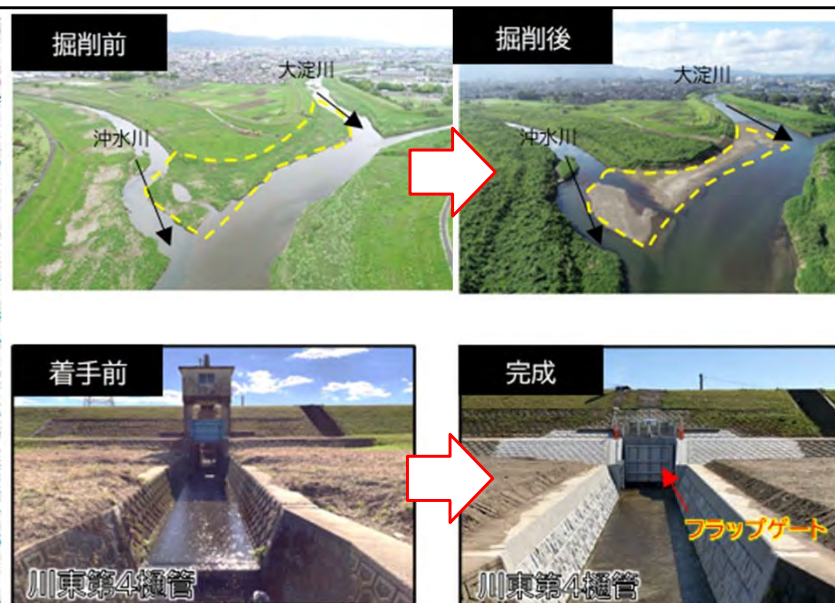 掘削前
大淀川
沖水川
掘削後
大淀川
沖水川
着手前
川東第4樋管
完成
フラップゲート
川東第4樋管